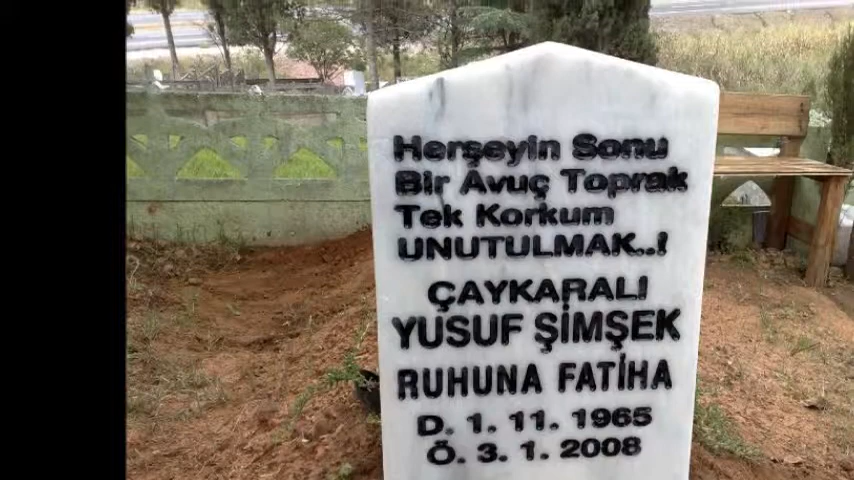 Herşeyin Sonu
Bir Avuç Toprak
Tek Korkum
UNUTULMAK..!
ÇAYKARALI
YUSUF ŞİMŞEK
RUHUNA FATİHA
D. 1. 11. 1965
Ö. 3. 1. 2008